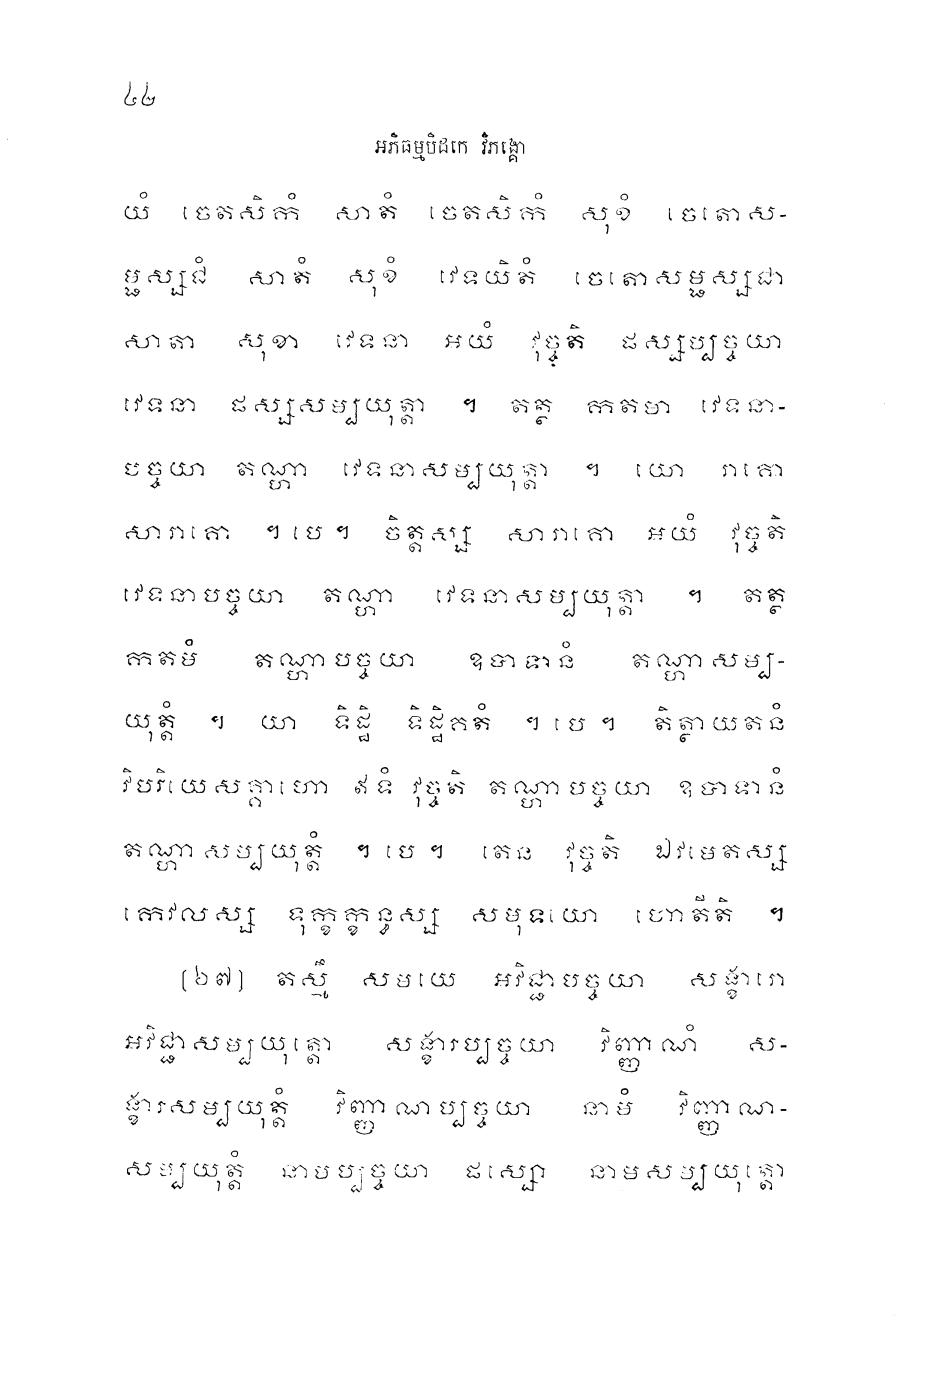 ៤២
អភិធម្មបិដកេ វិភង្គោ
យំ ចេតសិកំ សាតំ ចេតសិកំ សុខំ ចេតោស-
ម្ផស្សជំ សាតំ សុខំ វេទយិតំ ចេតោសម្ផស្សជា
សាតា សុខា វេទនា អយំ វុច្ចតិ ផស្សប្បច្ចយា
វេទនា ផស្សសម្បយុត្តា ។ តត្ថ កតមា វេទនា-
បច្ចយា តណ្ហា វេទនាសម្បយុត្តា ។ យោ រាគោ
សារាគោ ។ បេ ។ ចិត្តស្ស សារាគោ អយំ វុច្ចតិ
វេទនាបច្ចយា តណ្ហា វេទនាសម្បយុត្តា ។ តត្ថ
កតមំ តណ្ហាបច្ចយា ឧបាទានំ តណ្ហាសម្ប-
យុត្តំ ។ យា ទិដ្ឋិ ទិដ្ឋិគតំ ។ បេ ។ តិត្ថាយតនំ
វិបរិយេសគ្គាហោ ឥទំ វុច្ចតិ តណ្ហាបច្ចយា ឧបាទានំ
តណ្ហាសម្បយុត្តំ ។ បេ ។ តេន វុច្ចតិ ឯវមេតស្ស
កេវលស្ស ទុក្ខក្ខន្ធស្ស សមុទយោ ហោតីតិ ។
(៦៧) តស្មឹ សមយេ អវិជ្ជាបច្ចយា សង្ខារោ
អវិជ្ជាសម្បយុត្តោ សង្ខារប្បច្ចយា វិញ្ញាណំ ស-
ង្ខារសម្បយុត្តំ វិញ្ញាណប្បច្ចយា នាមំ វិញ្ញាណ-
សម្បយុត្តំ នាមប្បច្ចយា ផស្សោ នាមសម្បយុត្តោ